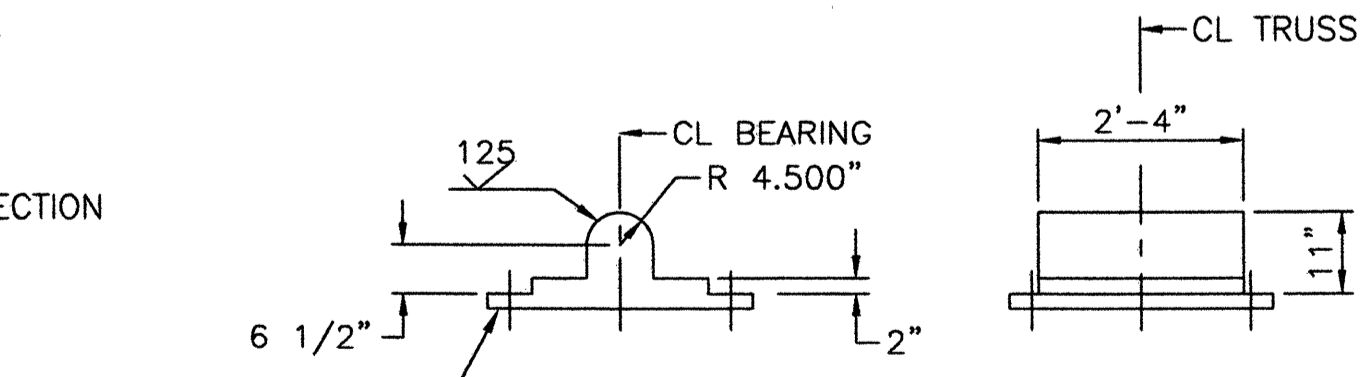 CL TRUSS
2'-4"
CL BEARING
125
R 4.500"
ECTION
11"
6 1/2"
2"